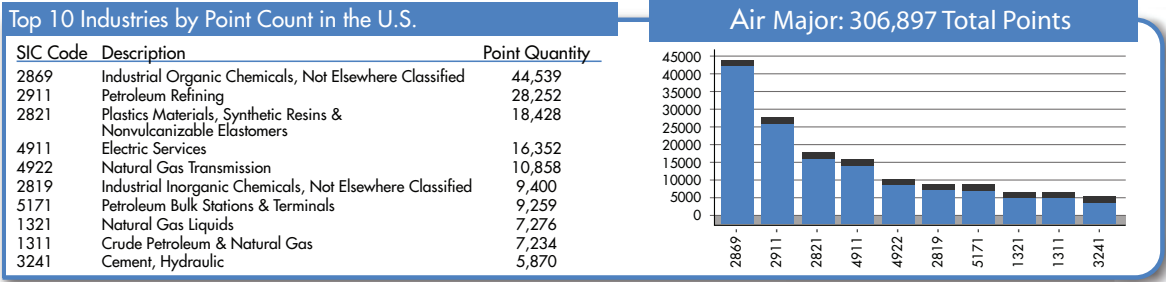 Top 10 Industries by Point Count in the U.S.
SIC Code Description Point Quantity
2869 Industrial Organic Chemicals, Not Elsewhere Classified 44,539
2911 Petroleum Refining 28,252
2821 Plastics Materials, Synthetic Resins & 18,428
Nonvulcanizable Elastomers
4911 Electric Services 16,352
4922 Natural Gas Transmission 10,858
2819 Industrial Inorganic Chemicals, Not Elsewhere Classified 9,400
5171 Petroleum Bulk Stations & Terminals 9,259
1321 Natural Gas Liquids 7,276
1311 Crude Petroleum & Natural Gas 7,234
3241 Cement, Hydraulic 5,870
Air Major: 306,897 Total Points
45000
40000
35000
30000
25000
20000
15000
10000
5000
0
2869 -
2911 -
2821 -
4911 -
4922 -
2819 -
5171 -
1321 -
1311 -
3241 -